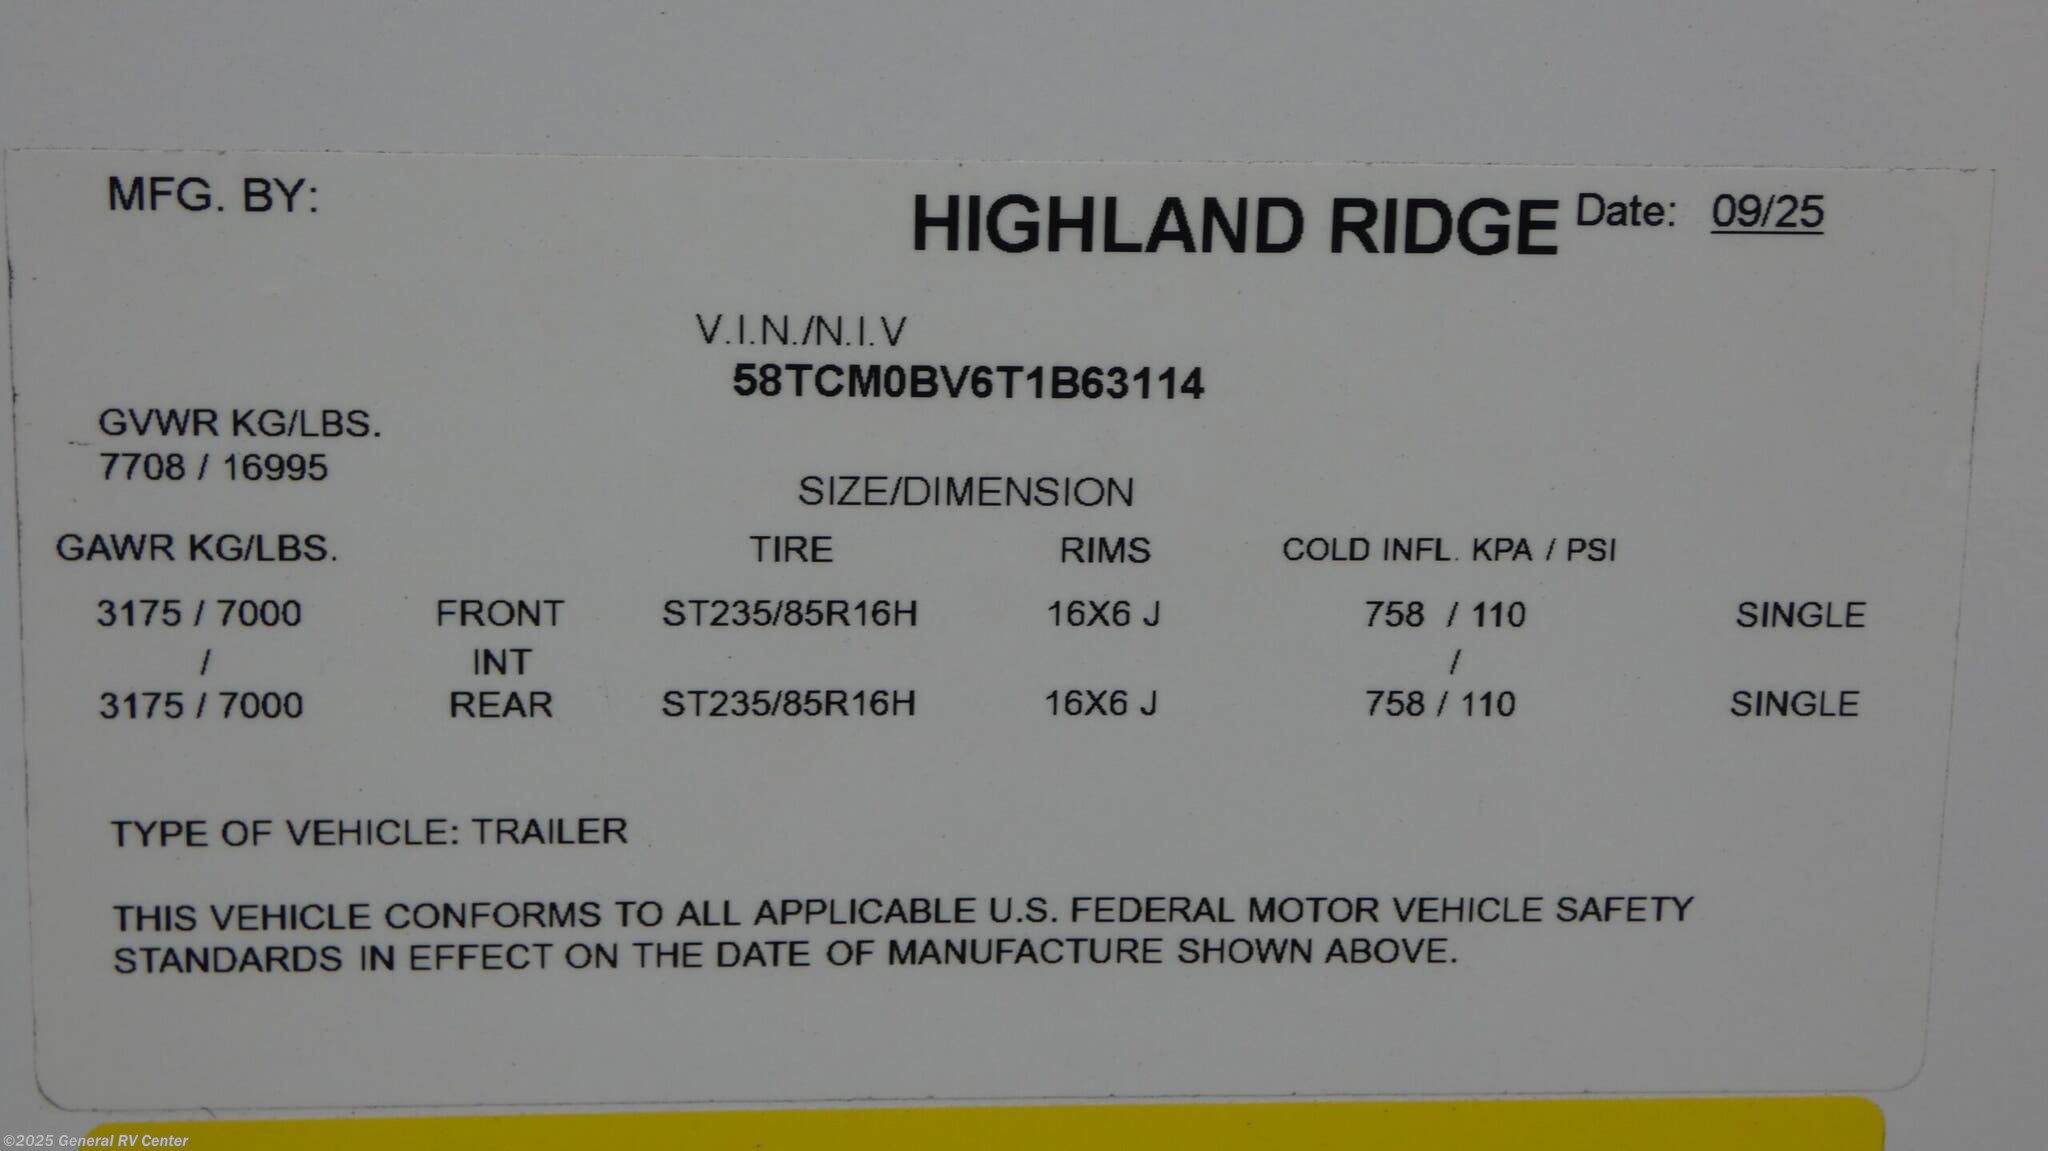 MFG. BY:
HIGHLAND RIDGE Date: 09/25
V.I.N./N.I.V
58TCM0BV6T1B63114
GVWR KG/LBS.
7708 / 16995
SIZE/DIMENSION
GAWR KG/LBS. TIRE RIMS COLD INFL. KPA / PSI
3175 / 7000 FRONT ST235/85R16H 16X6 J 758 / 110 SINGLE
/ INT /
3175 / 7000 REAR ST235/85R16H 16X6 J 758 / 110 SINGLE
TYPE OF VEHICLE: TRAILER
THIS VEHICLE CONFORMS TO ALL APPLICABLE U.S. FEDERAL MOTOR VEHICLE SAFETY
STANDARDS IN EFFECT ON THE DATE OF MANUFACTURE SHOWN ABOVE.
©2025 General RV Center